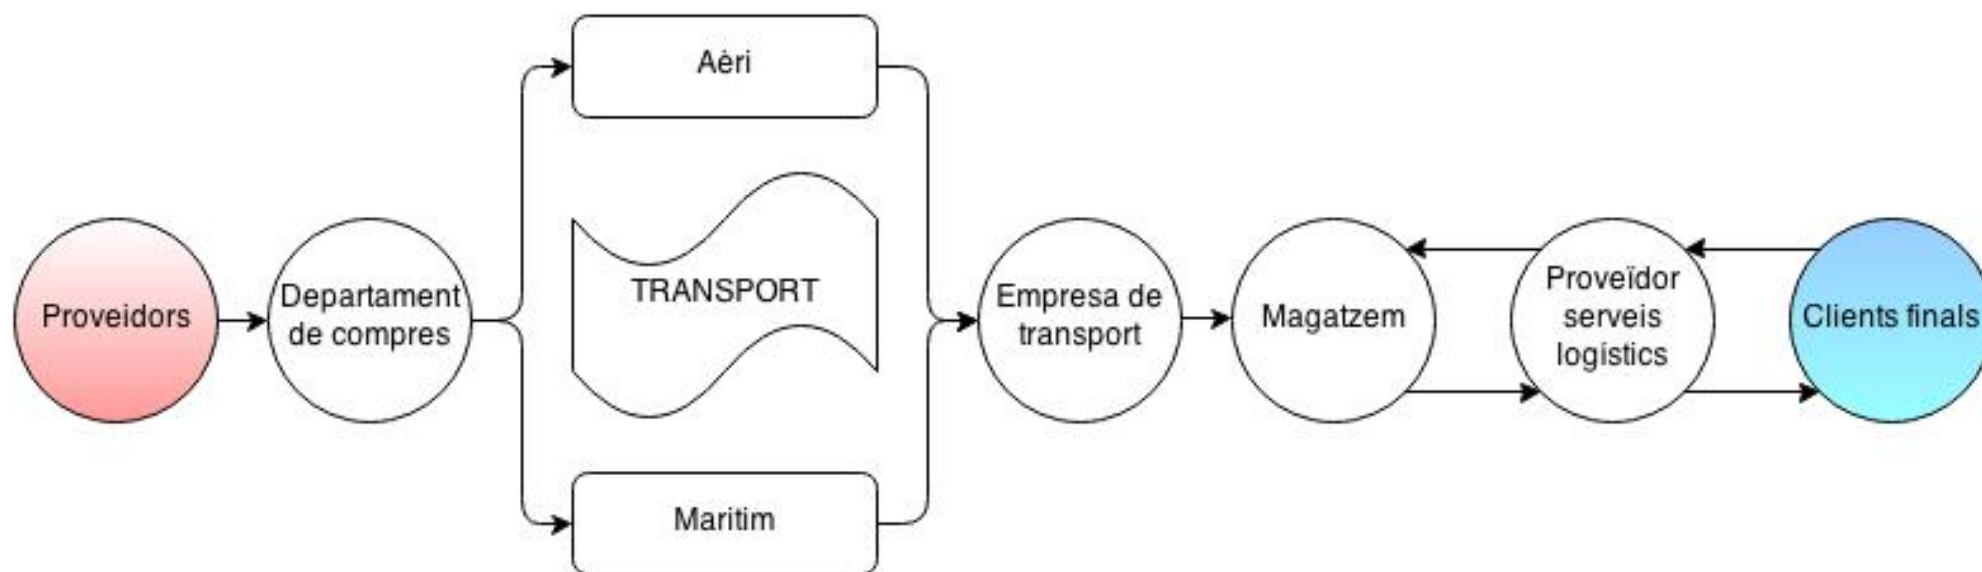 Aèri
TRANSPORT
Proveidors
Departament
de compres
Empresa de
transport
Magatzem
Proveïdor
serveis
logístics
Clients finals
Maritim